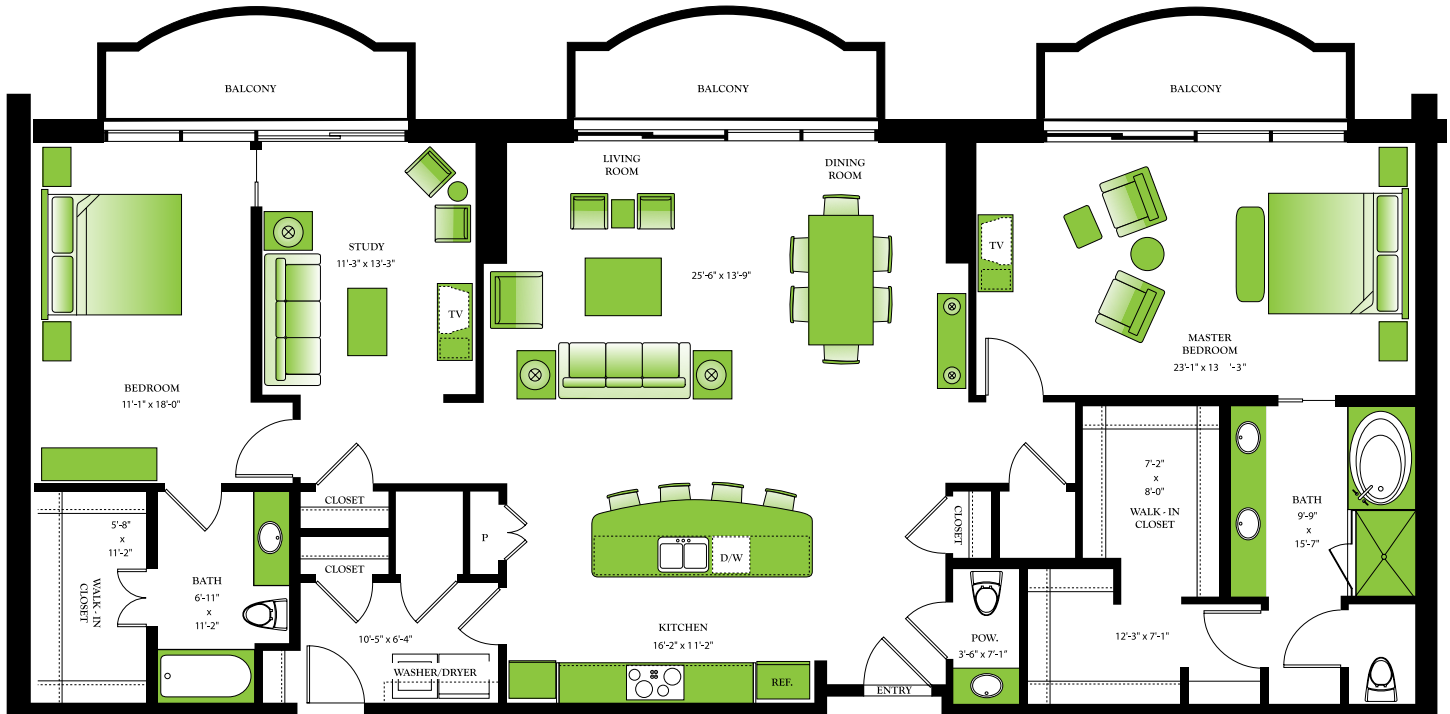 BALCONY
BALCONY
BALCONY
LIVING
ROOM
DINING
ROOM
STUDY
11'-3" x 13'-3"
25'-6" x 13'-9"
TV
TV
MASTER
BEDROOM
23'-1" x 13 '-3"
BEDROOM
11'-1" x 18'-0"
5'-8"
x
11'-2"
WALK - IN
CLOSET
BATH
6'-11"
x
11'-2"
CLOSET
CLOSET
P
10'-5" x 6'-4"
WASHER/DRYER
D/W
KITCHEN
16'-2" x 11'-2"
REF.
ENTRY
CLOSET
POW.
3'-6" x 7'-1"
7'-2"
x
8'-0"
WALK - IN
CLOSET
12'-3" x 7'-1"
BATH
9'-9"
x
15'-7"